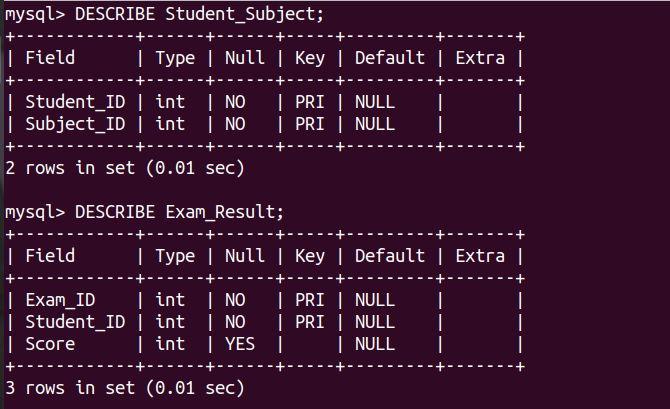 mysql> DESCRIBE Student_Subject;
+------------+------+------+-----+---------+-------+
| Field      | Type | Null | Key | Default | Extra |
+------------+------+------+-----+---------+-------+
| Student_ID | int  | NO   | PRI | NULL    |       |
| Subject_ID | int  | NO   | PRI | NULL    |       |
+------------+------+------+-----+---------+-------+
2 rows in set (0.01 sec)

mysql> DESCRIBE Exam_Result;
+------------+------+------+-----+---------+-------+
| Field      | Type | Null | Key | Default | Extra |
+------------+------+------+-----+---------+-------+
| Exam_ID    | int  | NO   | PRI | NULL    |       |
| Student_ID | int  | NO   | PRI | NULL    |       |
| Score      | int  | YES  |     | NULL    |       |
+------------+------+------+-----+---------+-------+
3 rows in set (0.01 sec)